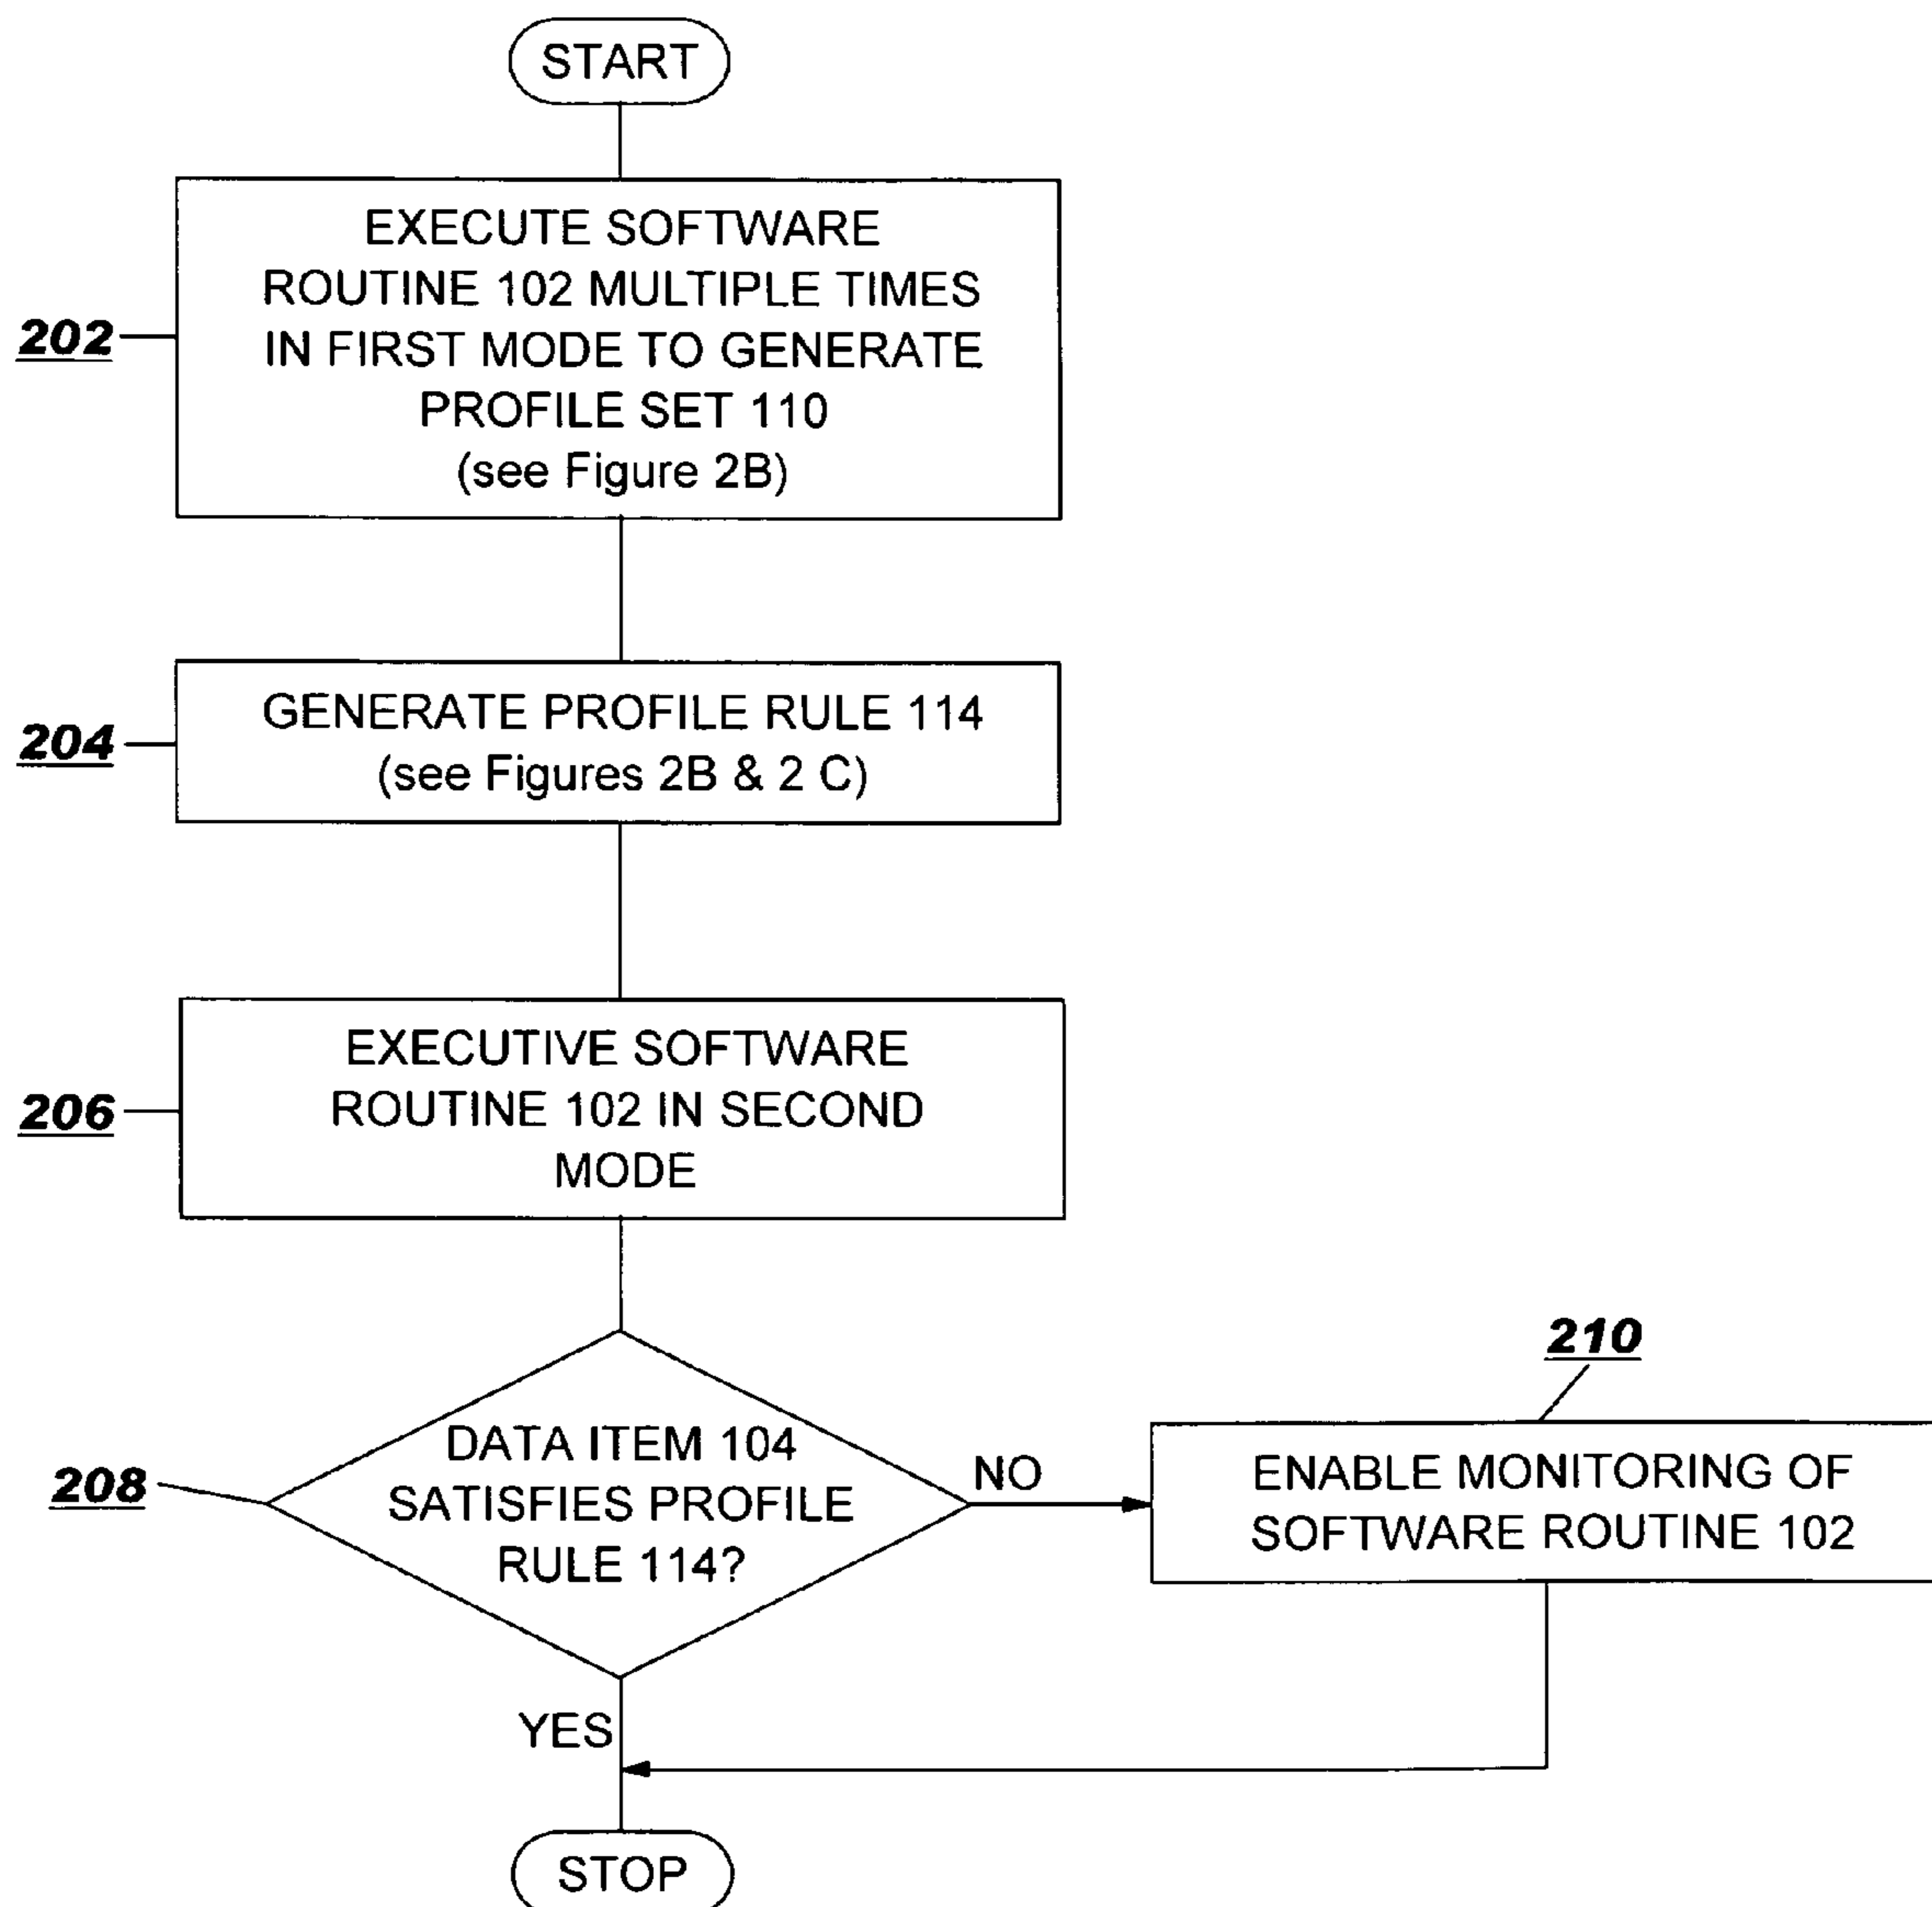 START
EXECUTE SOFTWARE
ROUTINE 102 MULTIPLE TIMES
IN FIRST MODE TO GENERATE
PROFILE SET 110
(see Figure 2B)
202
GENERATE PROFILE RULE 114
(see Figures 2B & 2 C)
204
EXECUTIVE SOFTWARE
ROUTINE 102 IN SECOND
MODE
206
DATA ITEM 104
SATISFIES PROFILE
RULE 114?
208
NO
210
ENABLE MONITORING OF
SOFTWARE ROUTINE 102
YES
STOP